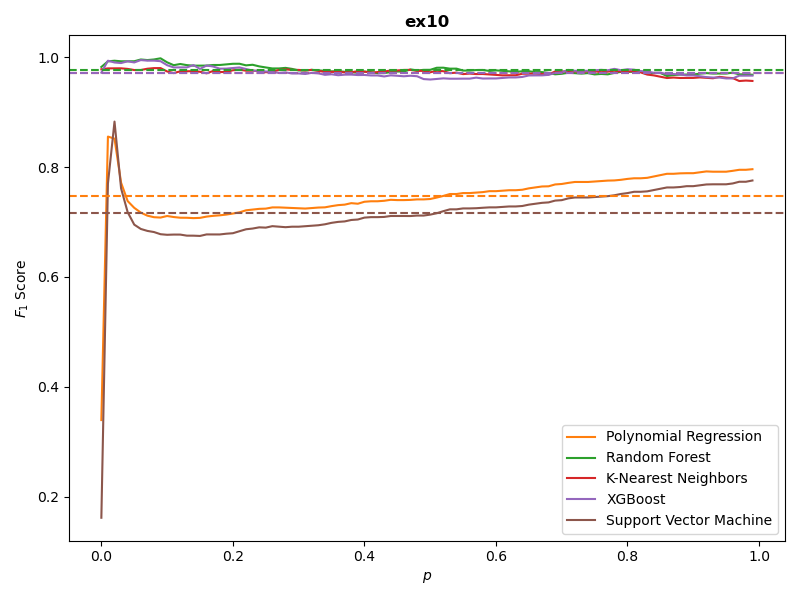 ex10
1.0
0.8
0.6
0.4
0.2
F₁ Score
0.0
0.2
0.4
0.6
0.8
1.0
p
Polynomial Regression
Random Forest
K-Nearest Neighbors
XGBoost
Support Vector Machine